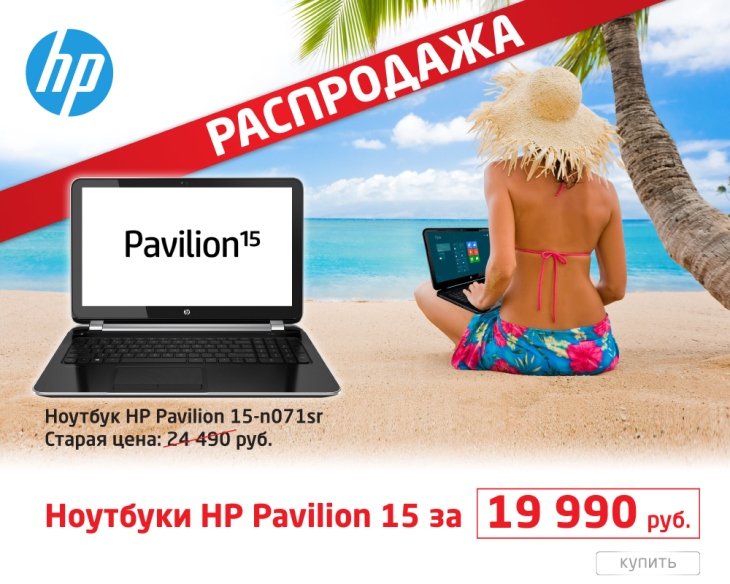 hp
РАСПРОДАЖА
Pavilion¹⁵
hp
Ноутбук HP Pavilion 15-n071sr
Старая цена: 24 490 руб.
Ноутбуки HP Pavilion 15 за 19 990 руб.
купить